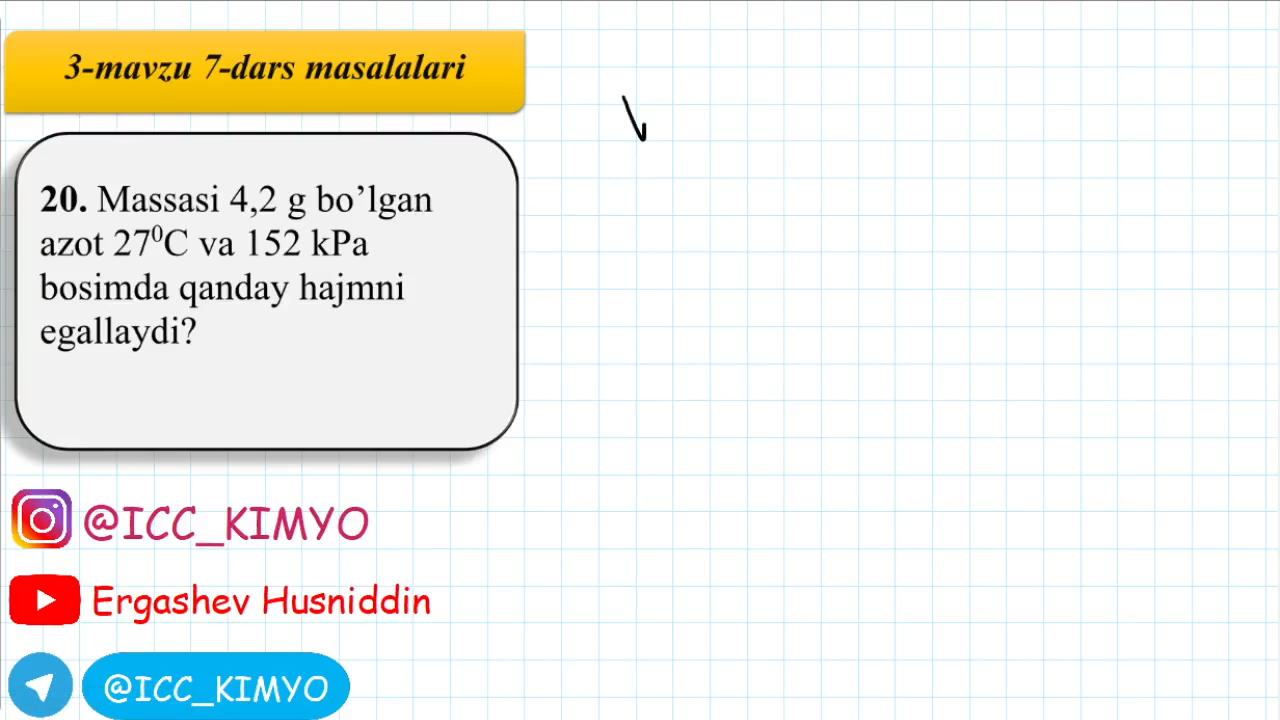 3-mavzu 7-dars masalalari
20. Massasi 4,2 g bo’lgan
azot 27⁰C va 152 kPa
bosimda qanday hajmni
egallaydi?
@ICC_KIMYO
Ergashev Husniddin
@ICC_KIMYO